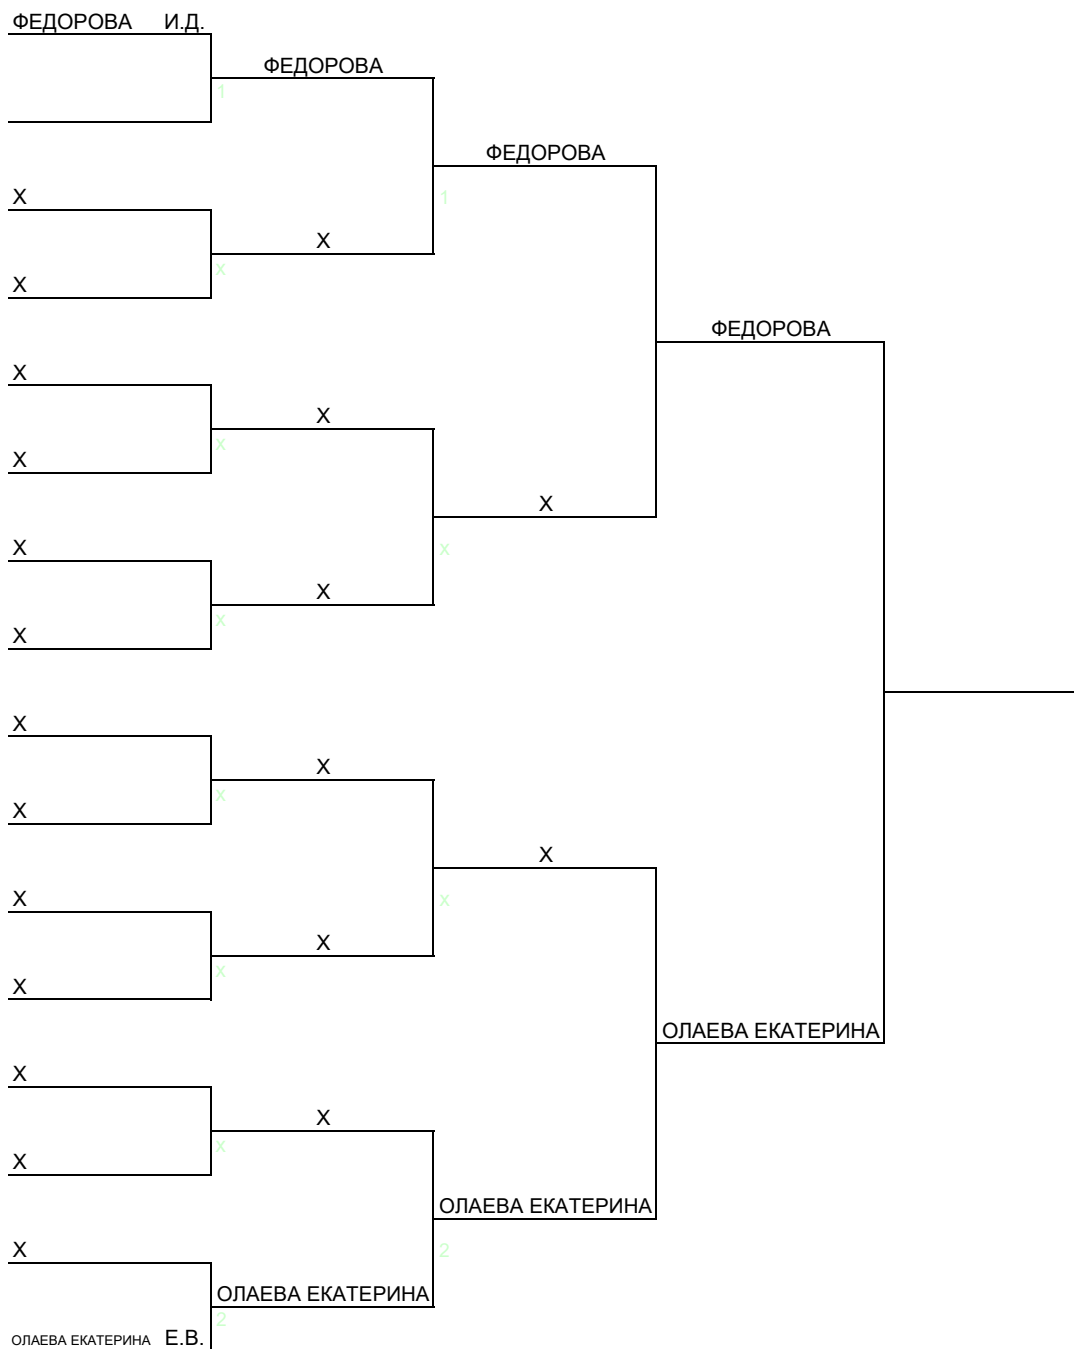 ФЕДОРОВА И.Д.
ФЕДОРОВА
1
ФЕДОРОВА
Х
1
Х
х
Х
ФЕДОРОВА
Х
Х
х
Х
Х
Х
х
Х
х
Х
Х
Х
х
Х
Х
Х
х
Х
х
Х
ОЛАЕВА ЕКАТЕРИНА
Х
Х
х
Х
ОЛАЕВА ЕКАТЕРИНА
Х
2
ОЛАЕВА ЕКАТЕРИНА
2
ОЛАЕВА ЕКАТЕРИНА Е.В.